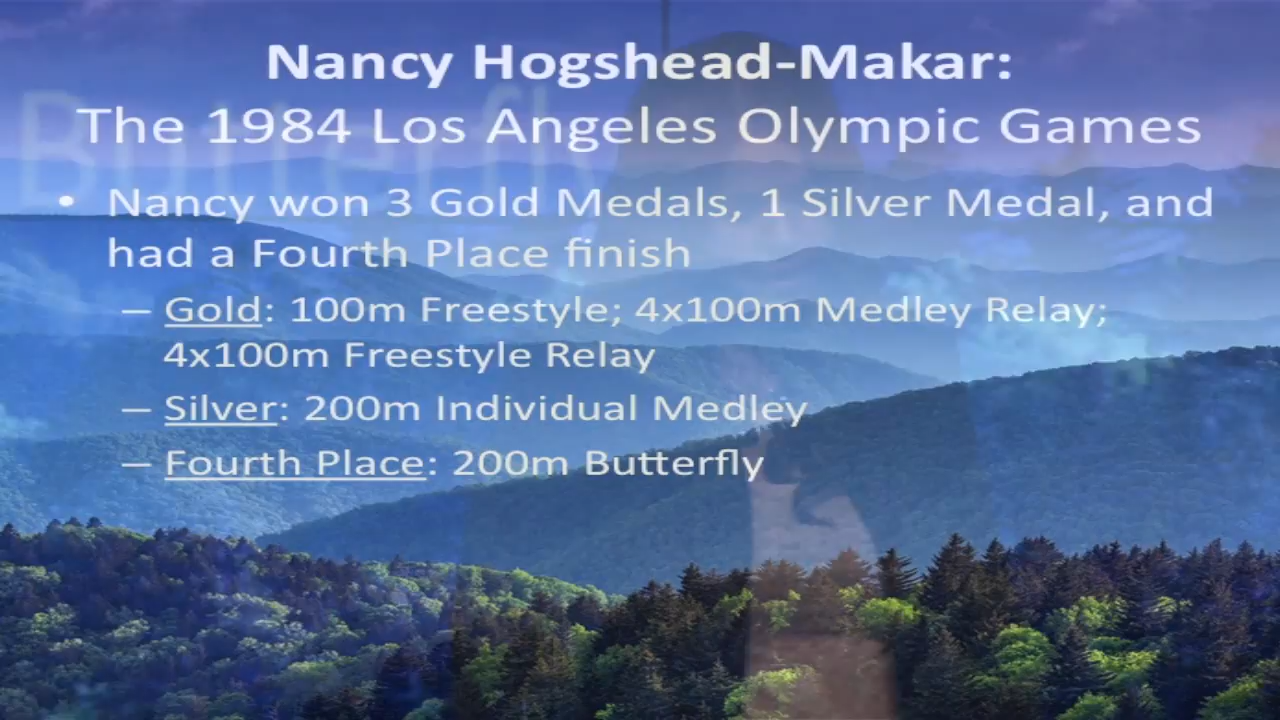 Nancy Hogshead-Makar:
The 1984 Los Angeles Olympic Games
• Nancy won 3 Gold Medals, 1 Silver Medal, and
had a Fourth Place finish
– Gold: 100m Freestyle; 4x100m Medley Relay;
4x100m Freestyle Relay
– Silver: 200m Individual Medley
– Fourth Place: 200m Butterfly
Butterfly